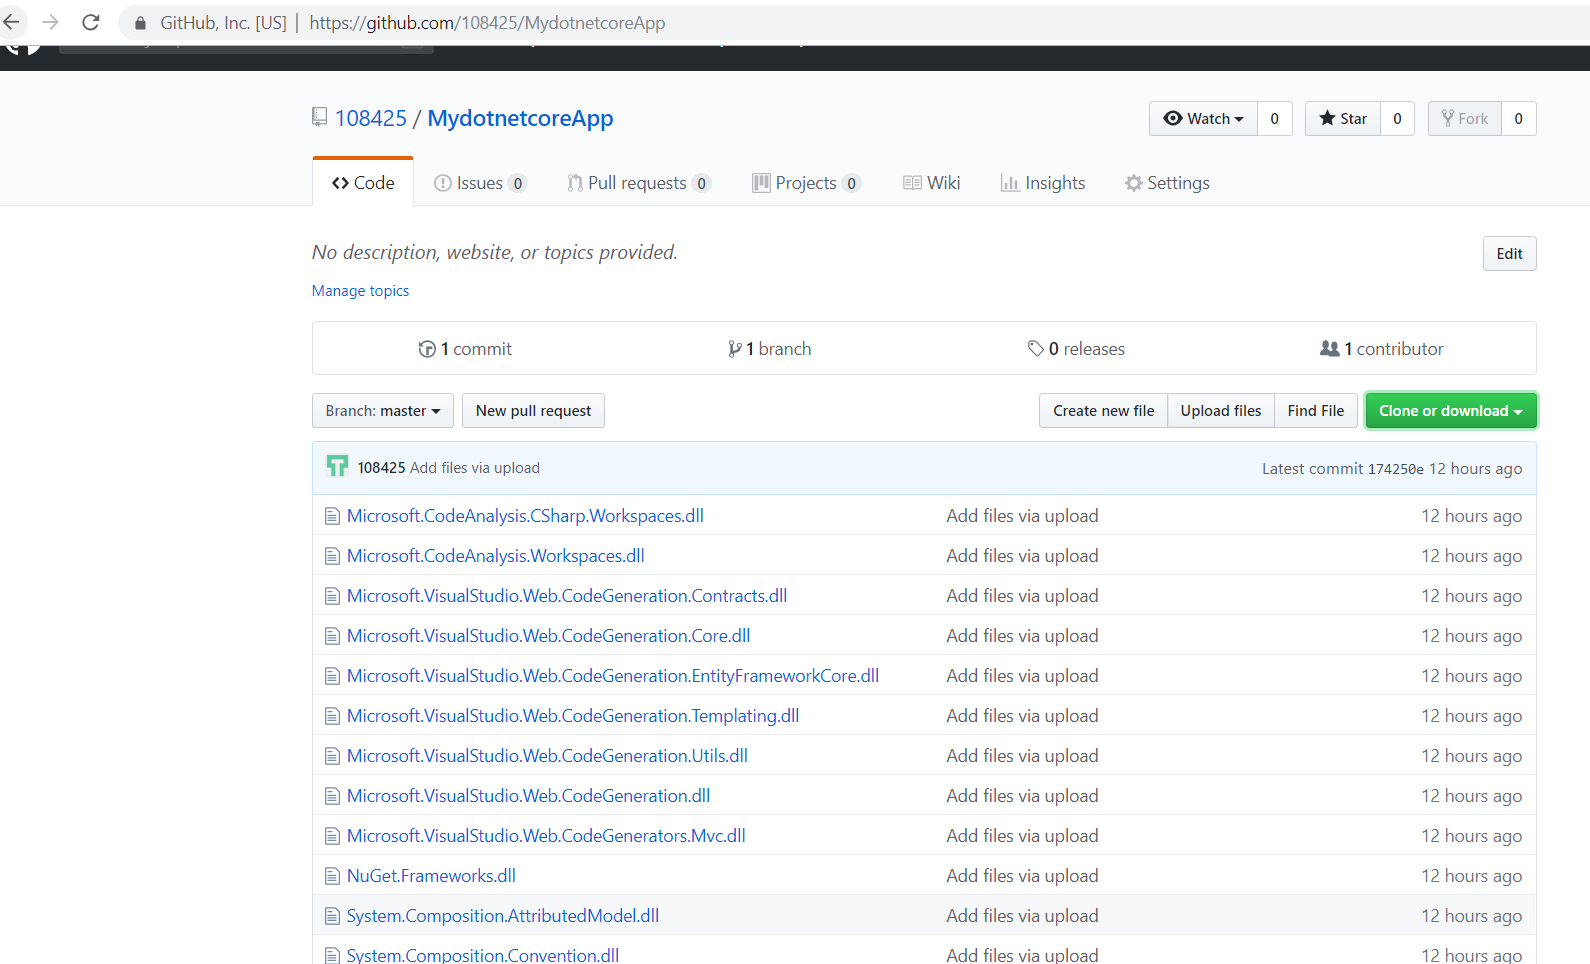 GitHub, Inc. [US] | https://github.com/108425/MydotnetcoreApp
108425 / MydotnetcoreApp
Watch 0 Star 0 Fork 0
Code Issues 0 Pull requests 0 Projects 0 Wiki Insights Settings
No description, website, or topics provided. Edit
Manage topics
1 commit 1 branch 0 releases 1 contributor
Branch: master New pull request Create new file Upload files Find File Clone or download
108425 Add files via upload Latest commit 174250e 12 hours ago
Microsoft.CodeAnalysis.CSharp.Workspaces.dll Add files via upload 12 hours ago
Microsoft.CodeAnalysis.Workspaces.dll Add files via upload 12 hours ago
Microsoft.VisualStudio.Web.CodeGeneration.Contracts.dll Add files via upload 12 hours ago
Microsoft.VisualStudio.Web.CodeGeneration.Core.dll Add files via upload 12 hours ago
Microsoft.VisualStudio.Web.CodeGeneration.EntityFrameworkCore.dll Add files via upload 12 hours ago
Microsoft.VisualStudio.Web.CodeGeneration.Templating.dll Add files via upload 12 hours ago
Microsoft.VisualStudio.Web.CodeGeneration.Utils.dll Add files via upload 12 hours ago
Microsoft.VisualStudio.Web.CodeGeneration.dll Add files via upload 12 hours ago
Microsoft.VisualStudio.Web.CodeGenerators.Mvc.dll Add files via upload 12 hours ago
NuGet.Frameworks.dll Add files via upload 12 hours ago
System.Composition.AttributedModel.dll Add files via upload 12 hours ago
System.Composition.Convention.dll Add files via upload 12 hours ago